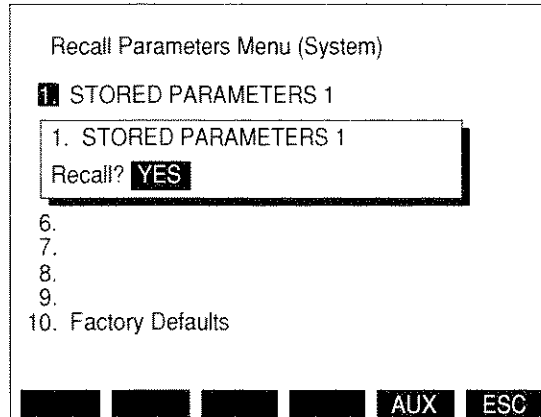 Recall Parameters Menu (System)
1. STORED PARAMETERS 1
1. STORED PARAMETERS 1
Recall? YES
6.
7.
8.
9.
10. Factory Defaults
AUX ESC